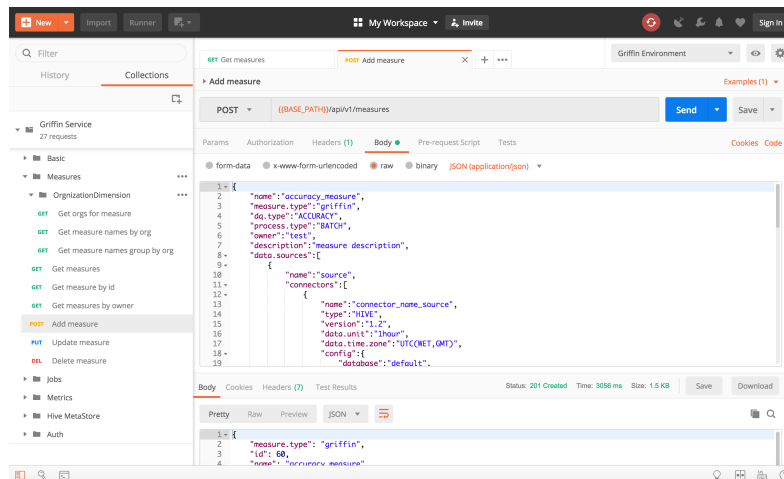 New Import Runner My Workspace Invite Sign In
Filter
History Collections
Griffin Service
27 requests
Basic
Measures
OrgnizationDimension
GET Get orgs for measure
GET Get measure names by org
GET Get measure names group by org
GET Get measures
GET Get measure by id
GET Get measures by owner
POST Add measure
PUT Update measure
DEL Delete measure
Jobs
Metrics
Hive MetaStore
Auth
GET Get measures POST Add measure Griffin Environment
Add measure Examples (1)
POST {{BASE_PATH}}/api/v1/measures Send Save
Params Authorization Headers (1) Body Pre-request Script Tests Cookies Code
form-data x-www-form-urlencoded raw binary JSON (application/json)
1 {
2 "name":"accuracy_measure",
3 "measure.type":"griffin",
4 "dq.type":"ACCURACY",
5 "process.type":"BATCH",
6 "owner":"test",
7 "description":"measure description",
8 "data.sources":[
9 {
10 "name":"source",
11 "connectors":[
12 {
13 "name":"connector_name_source",
14 "type":"HIVE",
15 "version":"1.2",
16 "data.unit":"1hour",
17 "data.time.zone":"UTC(WET,GMT)",
18 "config":{
19 "database":"default",
Body Cookies Headers (7) Test Results Status: 201 Created Time: 3056 ms Size: 1.5 KB Save Download
Pretty Raw Preview JSON
1 {
2 "measure.type": "griffin",
3 "id": 60,
4 "name": "accuracy_measure"